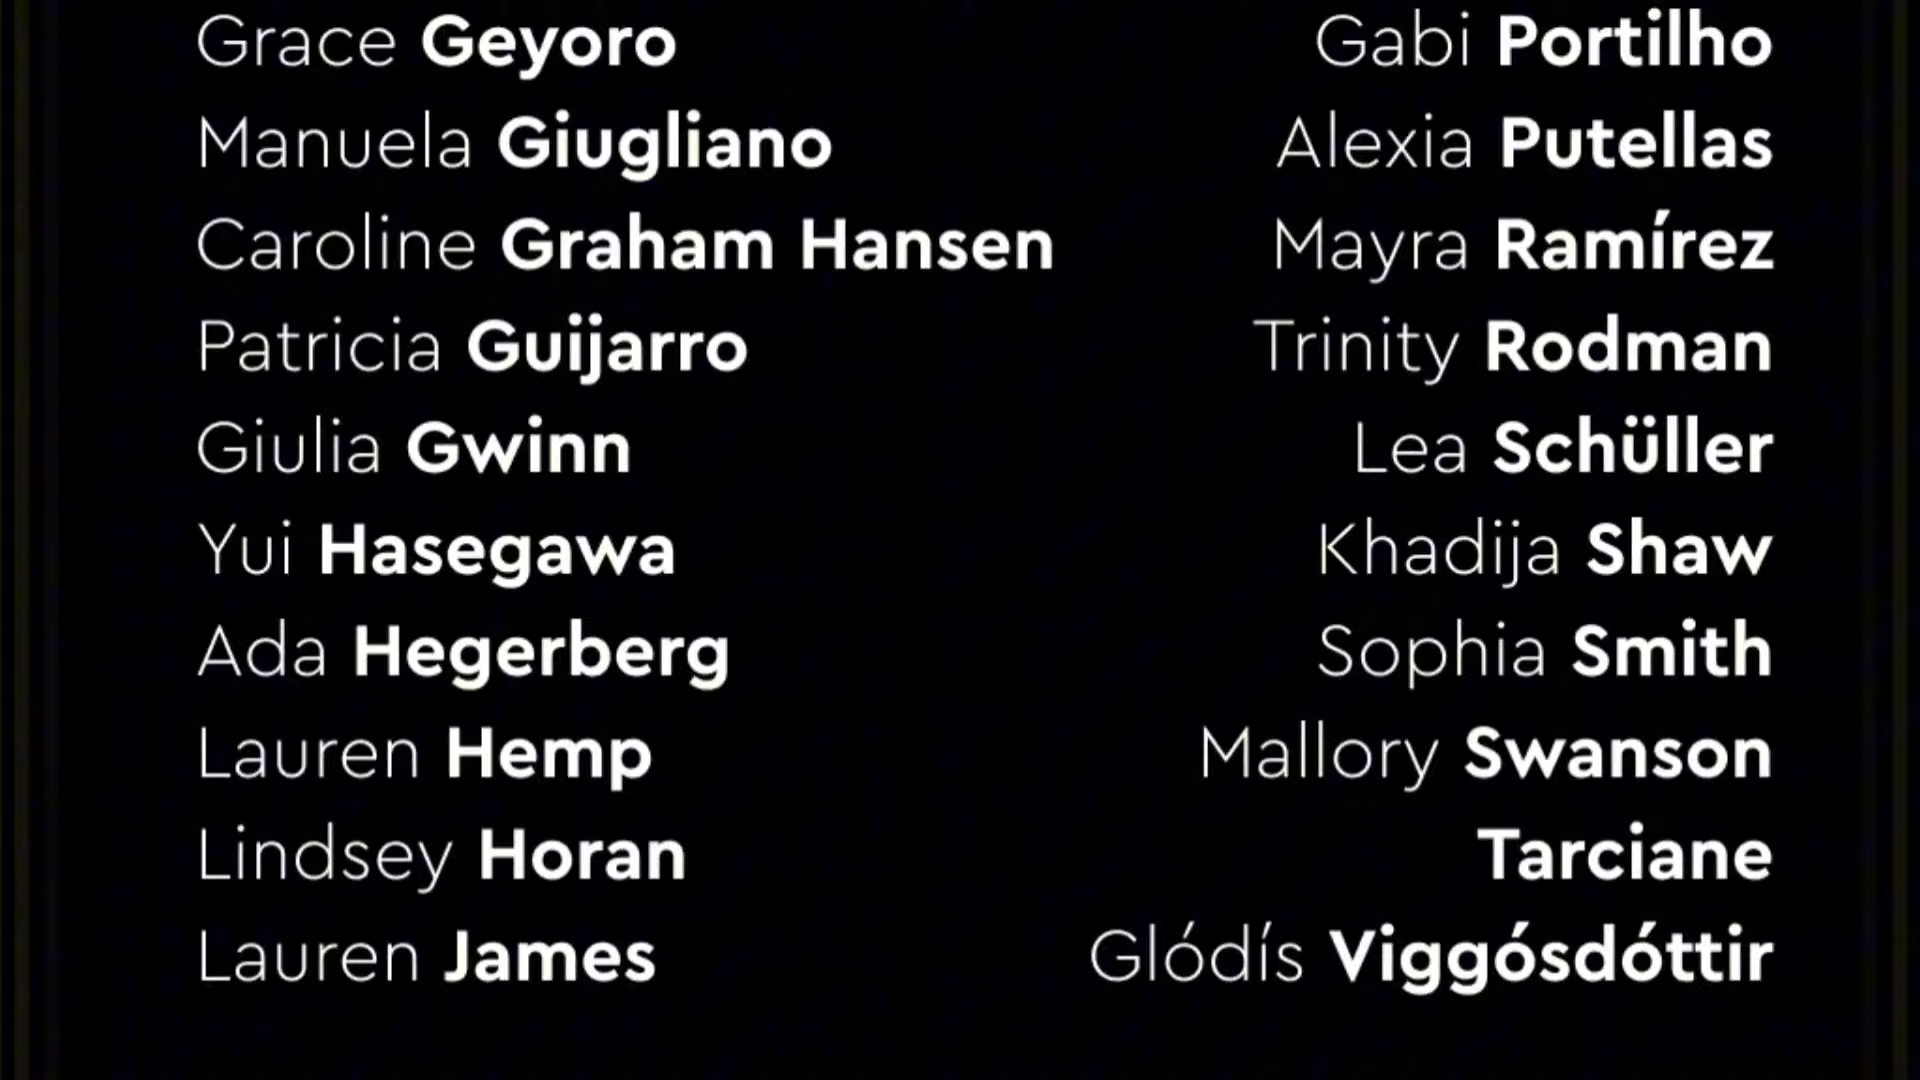 Grace Geyoro
Manuela Giugliano
Caroline Graham Hansen
Patricia Guijarro
Giulia Gwinn
Yui Hasegawa
Ada Hegerberg
Lauren Hemp
Lindsey Horan
Lauren James
Gabi Portilho
Alexia Putellas
Mayra Ramírez
Trinity Rodman
Lea Schüller
Khadija Shaw
Sophia Smith
Mallory Swanson
Tarciane
Glódís Viggósdóttir